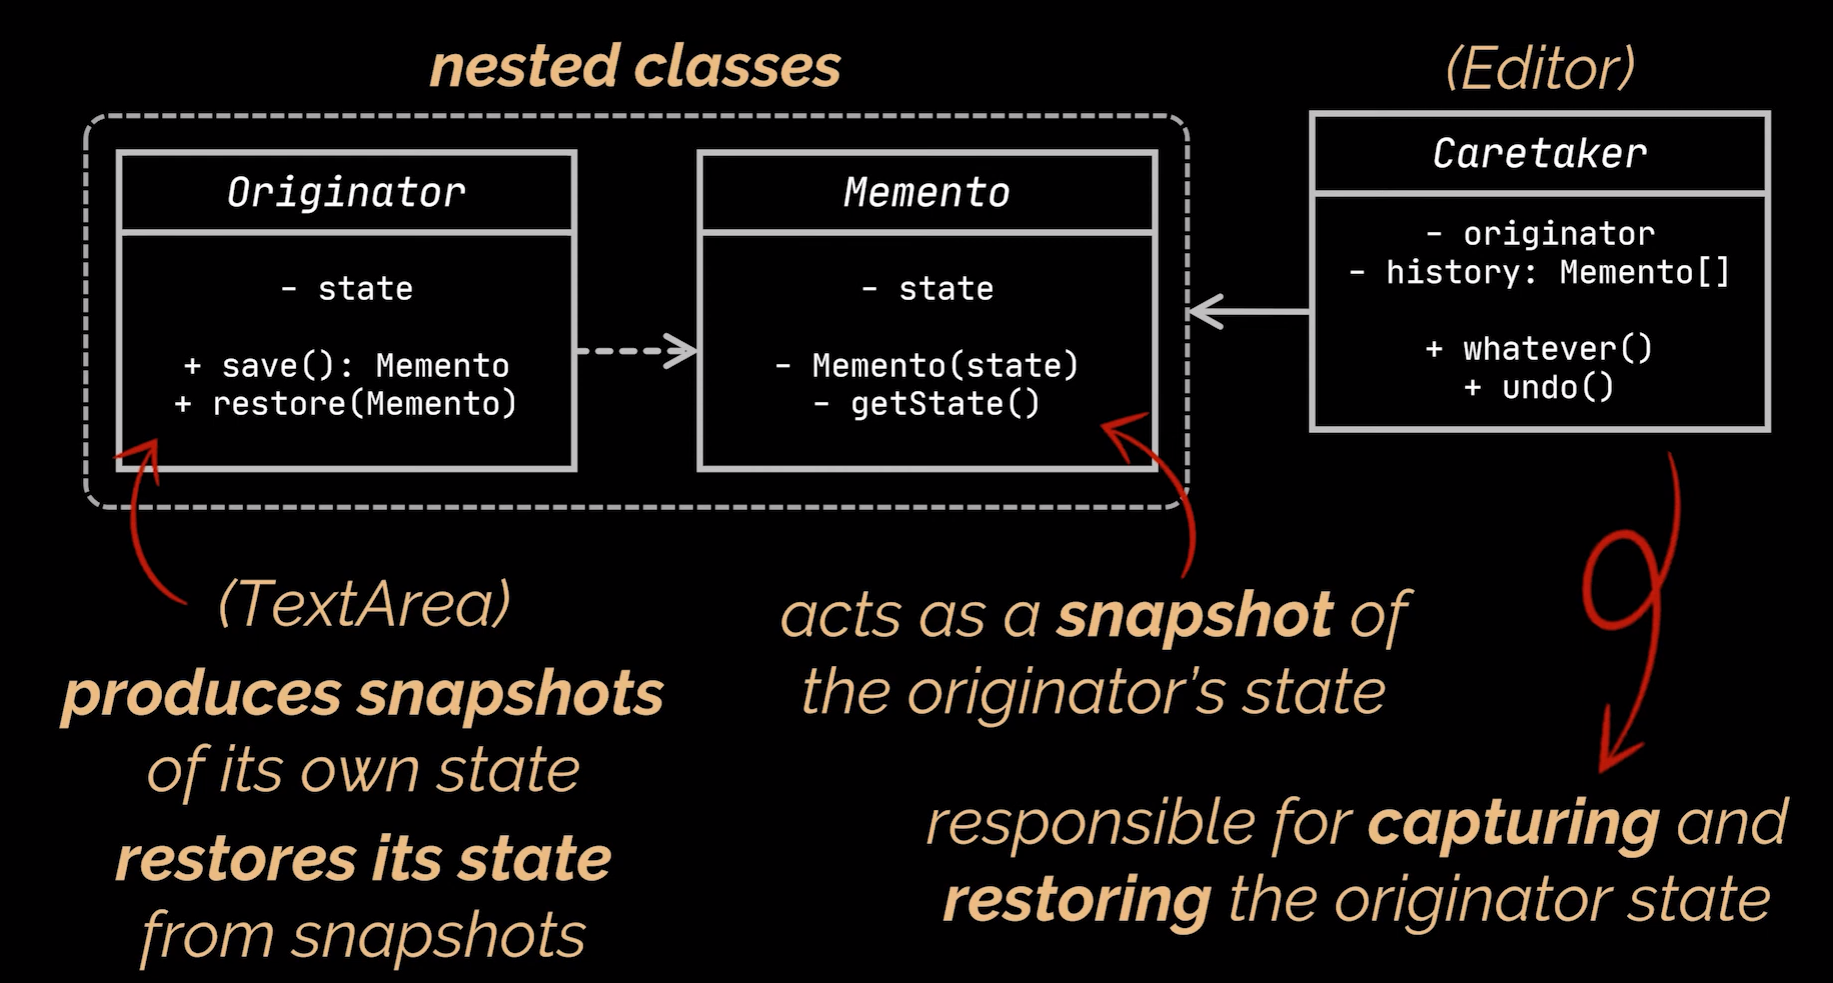 nested classes
(Editor)
Originator
- state
+ save(): Memento
+ restore(Memento)
Memento
- state
- Memento(state)
- getState()
Caretaker
- originator
- history: Memento[]
+ whatever()
+ undo()
(TextArea)
produces snapshots
of its own state
restores its state
from snapshots
acts as a snapshot of
the originator’s state
responsible for capturing and
restoring the originator state